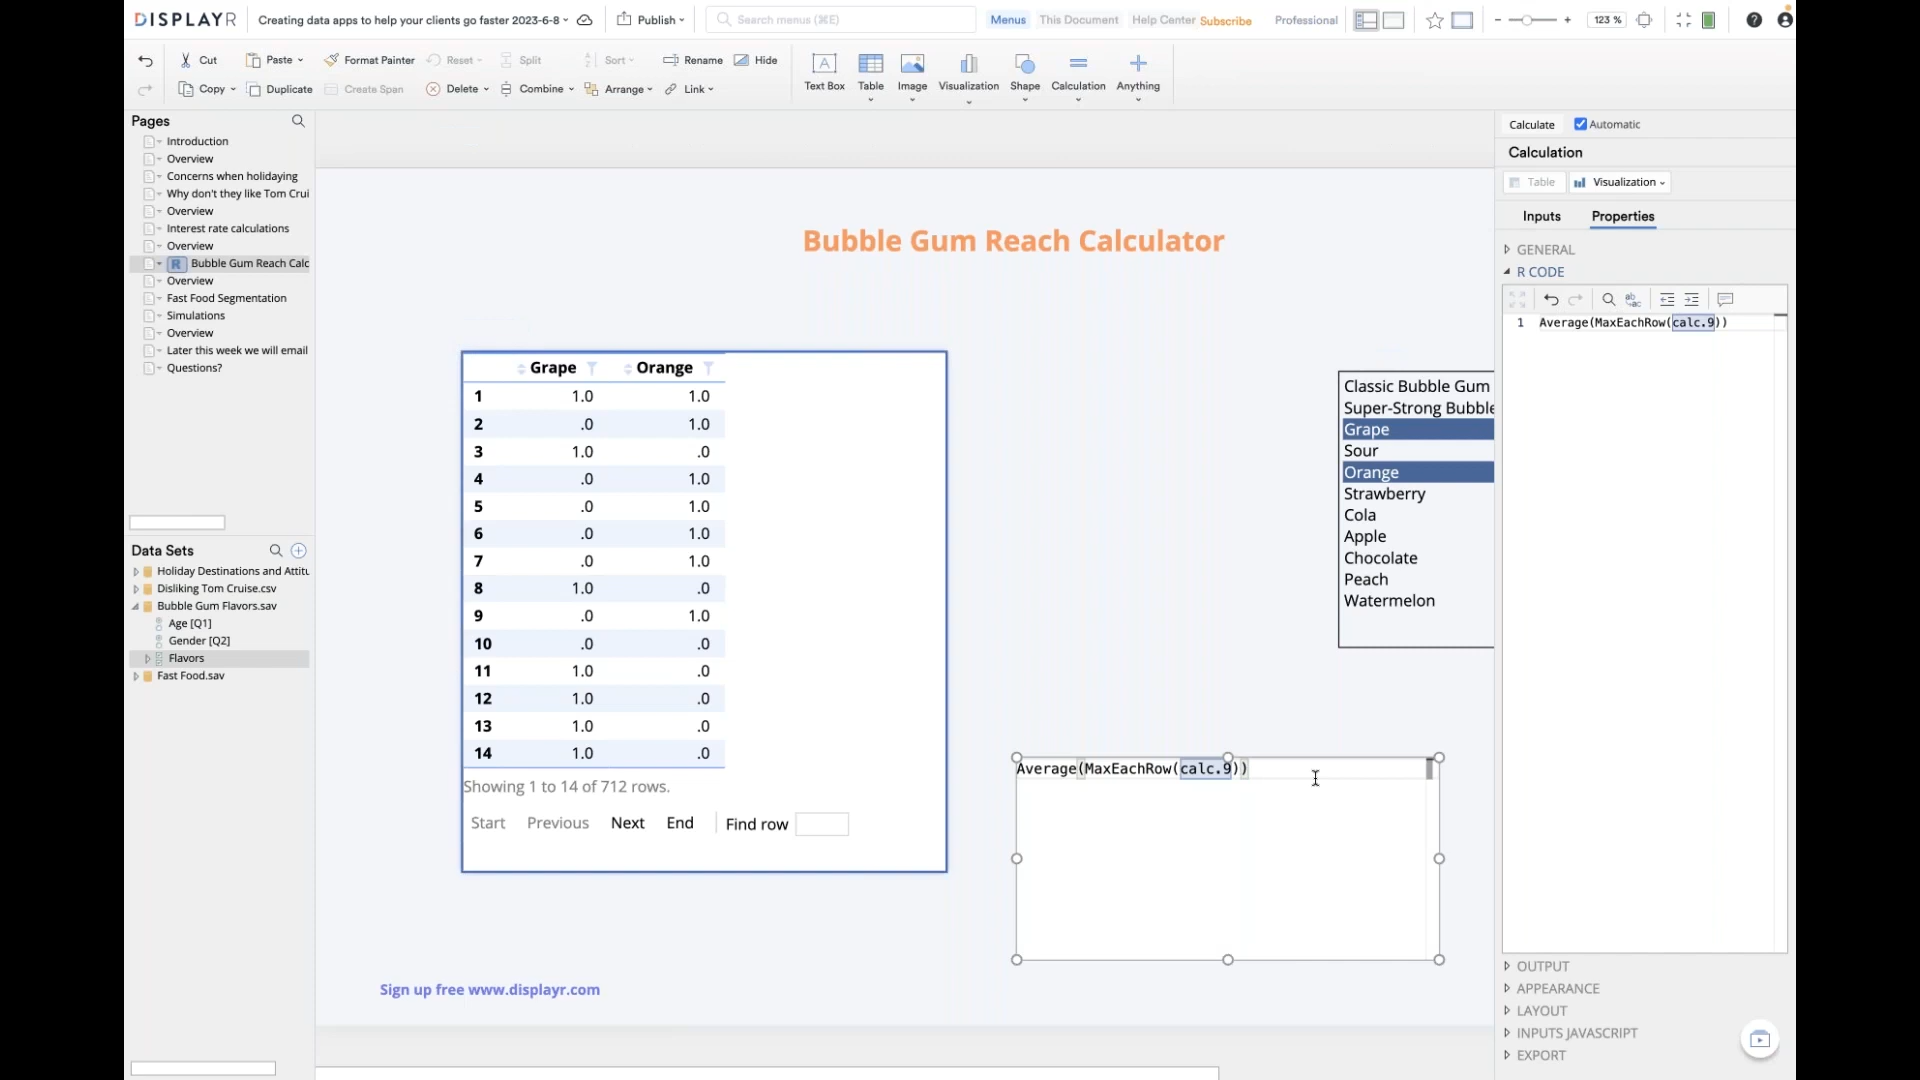 DISPLAYR
Creating data apps to help your clients go faster 2023-6-8
Publish
Search menus (⌘E)
Menus
This Document
Help Center
Subscribe
Professional
123 %
Cut
Paste
Format Painter
Reset
Split
Sort
Rename
Hide
Copy
Duplicate
Create Span
Delete
Combine
Arrange
Link
Text Box
Table
Image
Visualization
Shape
Calculation
Anything
Pages
Introduction
Overview
Concerns when holidaying
Why don't they like Tom Crui
Overview
Interest rate calculations
Overview
R Bubble Gum Reach Calc
Overview
Fast Food Segmentation
Simulations
Overview
Later this week we will email
Questions?
Data Sets
Holiday Destinations and Attitu
Disliking Tom Cruise.csv
Bubble Gum Flavors.sav
Age [Q1]
Gender [Q2]
Flavors
Fast Food.sav
Bubble Gum Reach Calculator
Grape Orange
1 1.0 1.0
2 .0 1.0
3 1.0 .0
4 .0 1.0
5 .0 1.0
6 .0 1.0
7 .0 1.0
8 1.0 .0
9 .0 1.0
10 .0 .0
11 1.0 .0
12 1.0 .0
13 1.0 .0
14 1.0 .0
Showing 1 to 14 of 712 rows.
Start Previous Next End Find row
Classic Bubble Gum
Super-Strong Bubble
Grape
Sour
Orange
Strawberry
Cola
Apple
Chocolate
Peach
Watermelon
Average(MaxEachRow(calc.9))
Sign up free www.displayr.com
Calculate
Automatic
Calculation
Table
Visualization
Inputs
Properties
GENERAL
R CODE
1 Average(MaxEachRow(calc.9))
OUTPUT
APPEARANCE
LAYOUT
INPUTS JAVASCRIPT
EXPORT